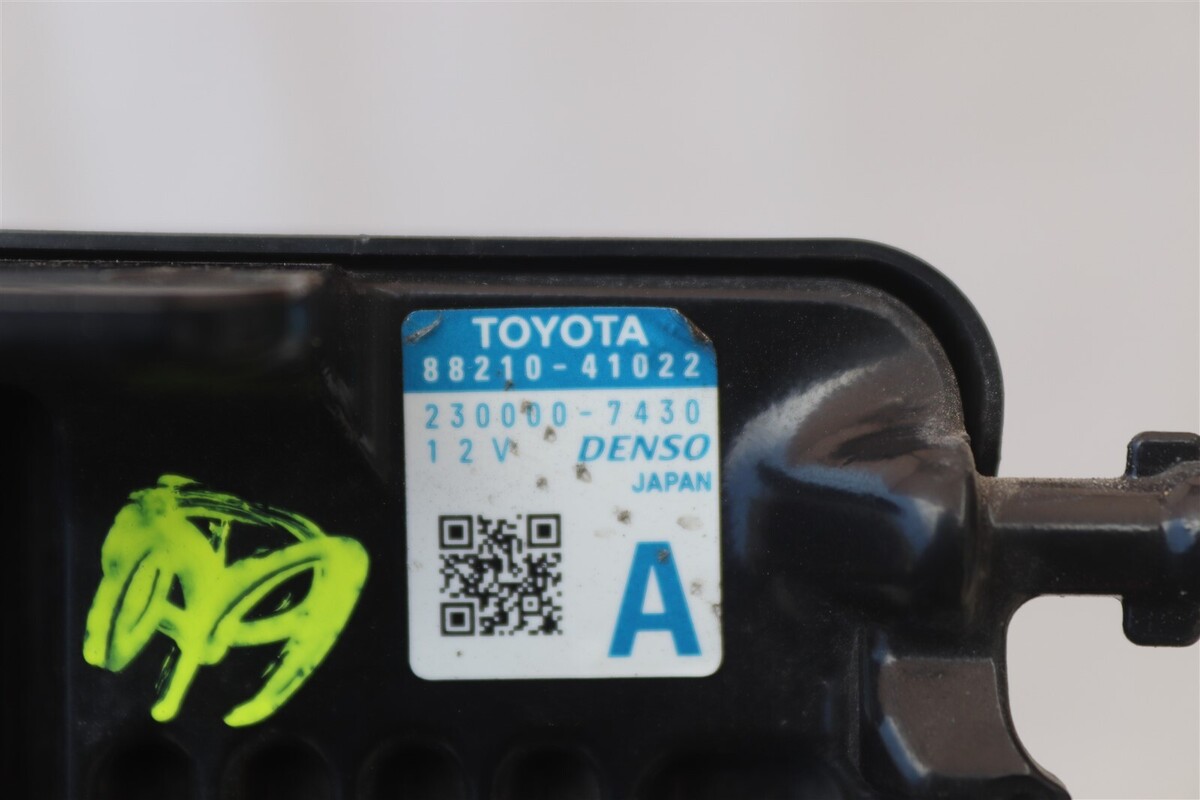 TOYOTA
88210-41022
230000-7430
12V DENSO
JAPAN
A